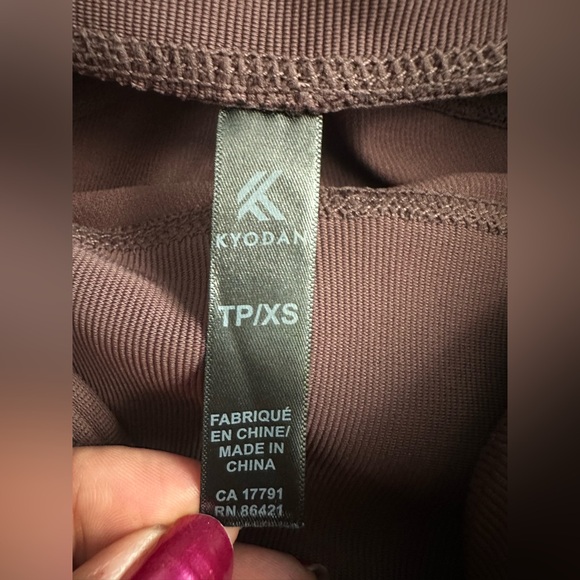 KYODAN
TP/XS
FABRIQUÉ
EN CHINE/
MADE IN
CHINA
CA 17791
RN 86421